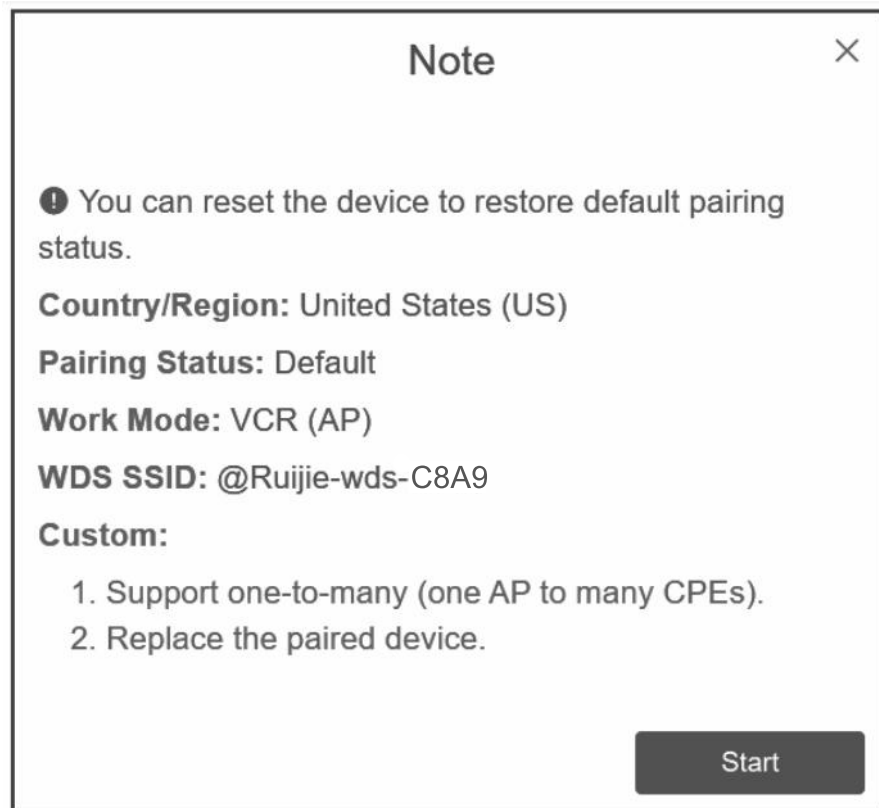 Note
You can reset the device to restore default pairing
status.
Country/Region: United States (US)
Pairing Status: Default
Work Mode: VCR (AP)
WDS SSID: @Ruijie-wds-C8A9
Custom:
1. Support one-to-many (one AP to many CPEs).
2. Replace the paired device.
Start